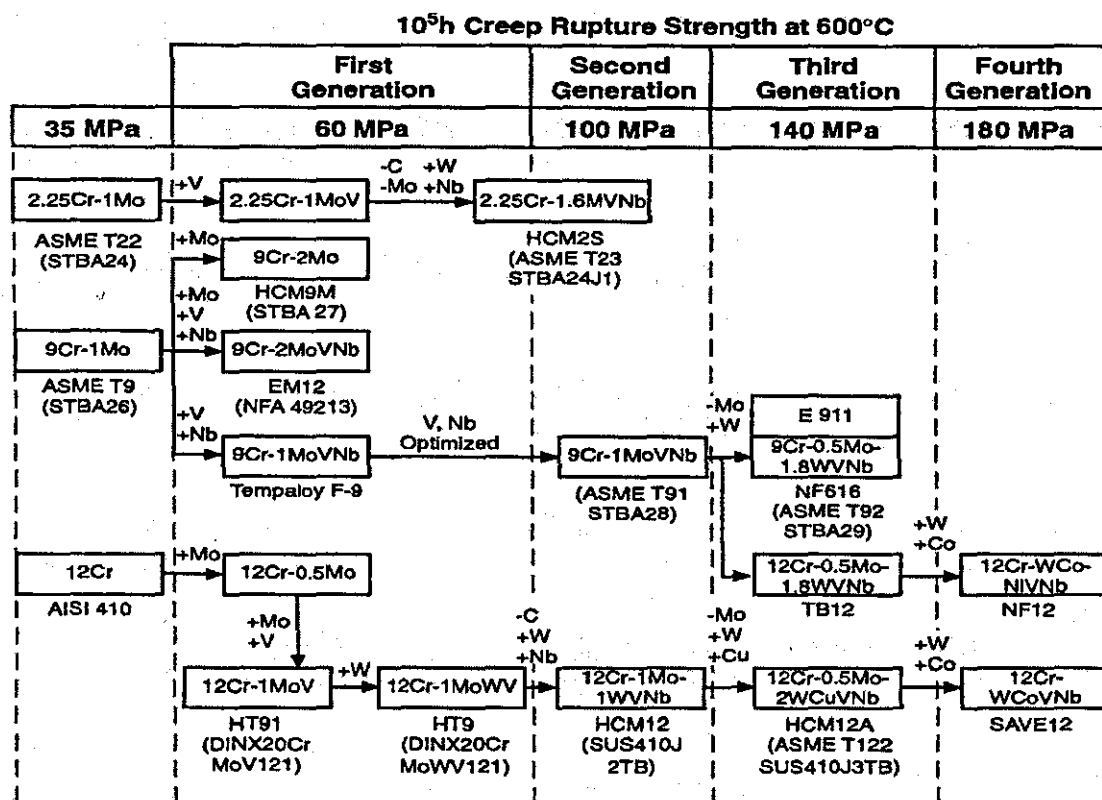 10⁵h Creep Rupture Strength at 600°C
First
Generation
Second
Generation
Third
Generation
Fourth
Generation
35 MPa
60 MPa
100 MPa
140 MPa
180 MPa
2.25Cr-1Mo
ASME T22
(STBA24)
+V
2.25Cr-1MoV
-C +W
-Mo +Nb
2.25Cr-1.6MVNb
HCM2S
(ASME T23
STBA24J1)
+Mo
9Cr-2Mo
HCM9M
(STBA 27)
9Cr-1Mo
ASME T9
(STBA26)
+Mo
+V
+Nb
9Cr-2MoVNb
EM12
(NFA 49213)
+V
+Nb
9Cr-1MoVNb
Tempaloy F-9
V, Nb
Optimized
9Cr-1MoVNb
(ASME T91
STBA28)
-Mo
+W
E 911
9Cr-0.5Mo-
1.8WVNb
NF616
(ASME T92
STBA29)
12Cr
AISI 410
+Mo
12Cr-0.5Mo
12Cr-0.5Mo-
1.8WVNb
TB12
+W
+Co
12Cr-WCo-
NIVNb
NF12
+Mo
+V
12Cr-1MoV
HT91
(DINX20Cr
MoV121)
+W
12Cr-1MoWV
HT9
(DINX20Cr
MoWV121)
-C
+W
+Nb
12Cr-1Mo-
1WVNb
HCM12
(SUS410J
2TB)
-Mo
+W
+Cu
12Cr-0.5Mo-
2WCuVNb
HCM12A
(ASME T122
SUS410J3TB)
+W
+Co
12Cr-
WCoVNb
SAVE12